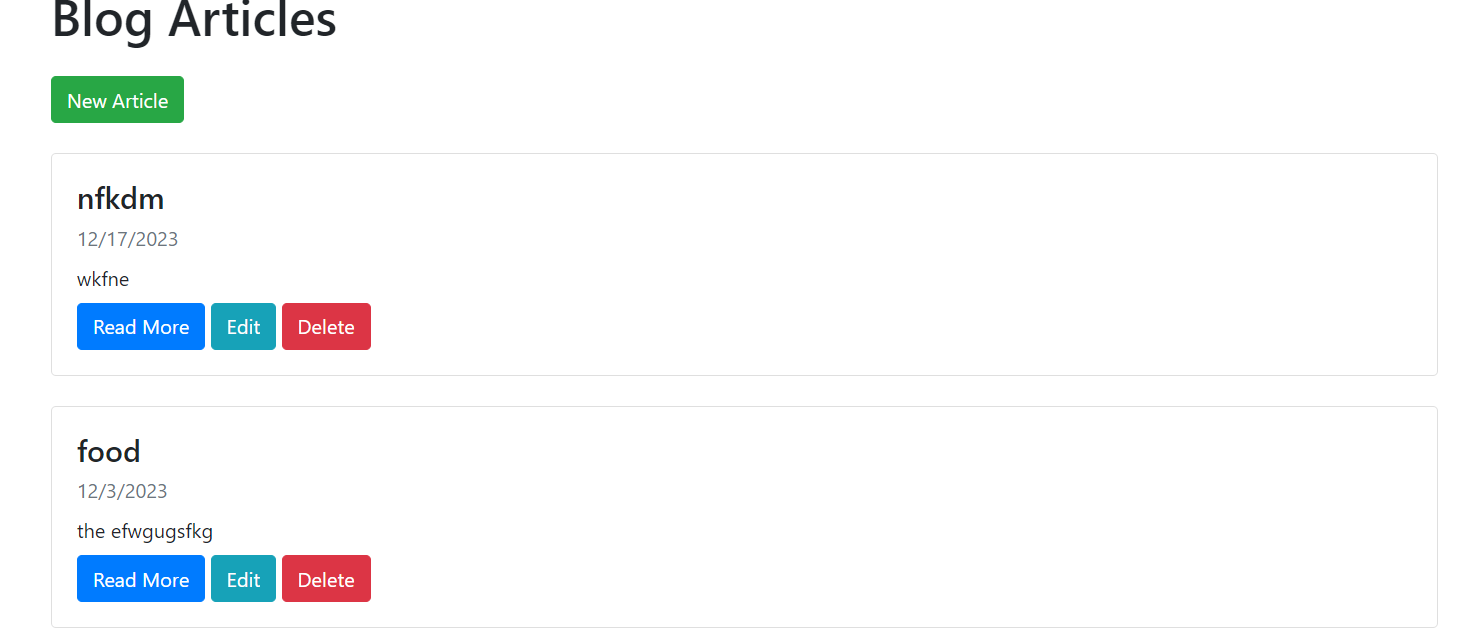 Blog Articles
New Article
nfkdm
12/17/2023
wkfne
Read More Edit Delete
food
12/3/2023
the efwgugsfkg
Read More Edit Delete